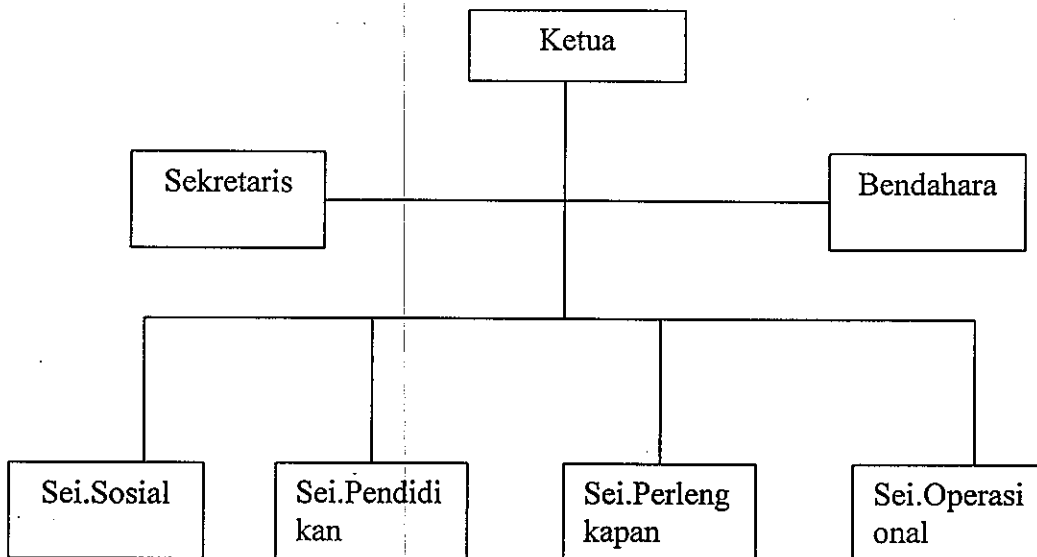 Ketua
Sekretaris
Bendahara
Sei.Sosial
Sei.Pendidi
kan
Sei.Perleng
kapan
Sei.Operasi
onal